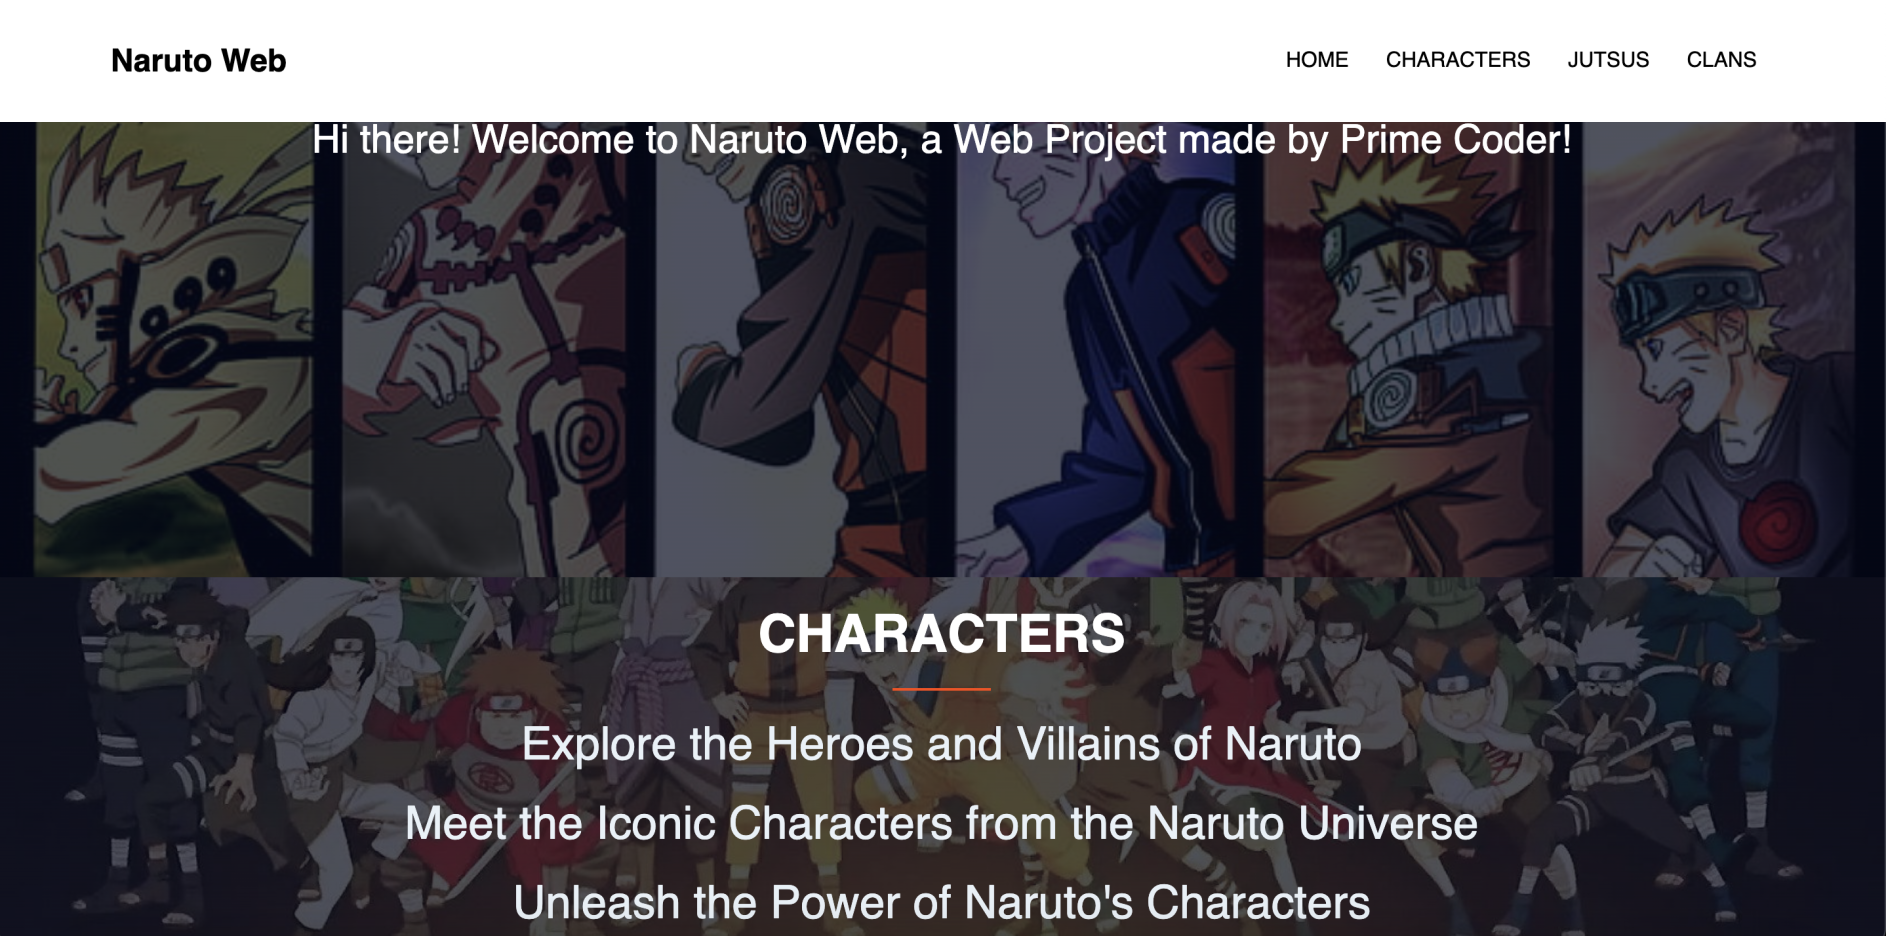 Naruto Web
HOME CHARACTERS JUTSUS CLANS
Hi there! Welcome to Naruto Web, a Web Project made by Prime Coder!
CHARACTERS
Explore the Heroes and Villains of Naruto
Meet the Iconic Characters from the Naruto Universe
Unleash the Power of Naruto's Characters